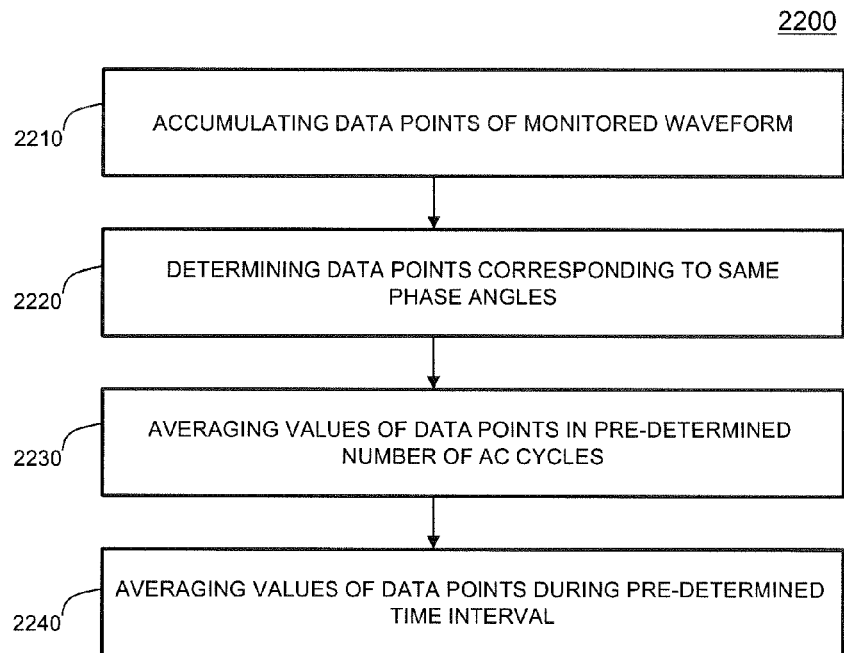 2200
2210
ACCUMULATING DATA POINTS OF MONITORED WAVEFORM
2220
DETERMINING DATA POINTS CORRESPONDING TO SAME
PHASE ANGLES
2230
AVERAGING VALUES OF DATA POINTS IN PRE-DETERMINED
NUMBER OF AC CYCLES
2240
AVERAGING VALUES OF DATA POINTS DURING PRE-DETERMINED
TIME INTERVAL